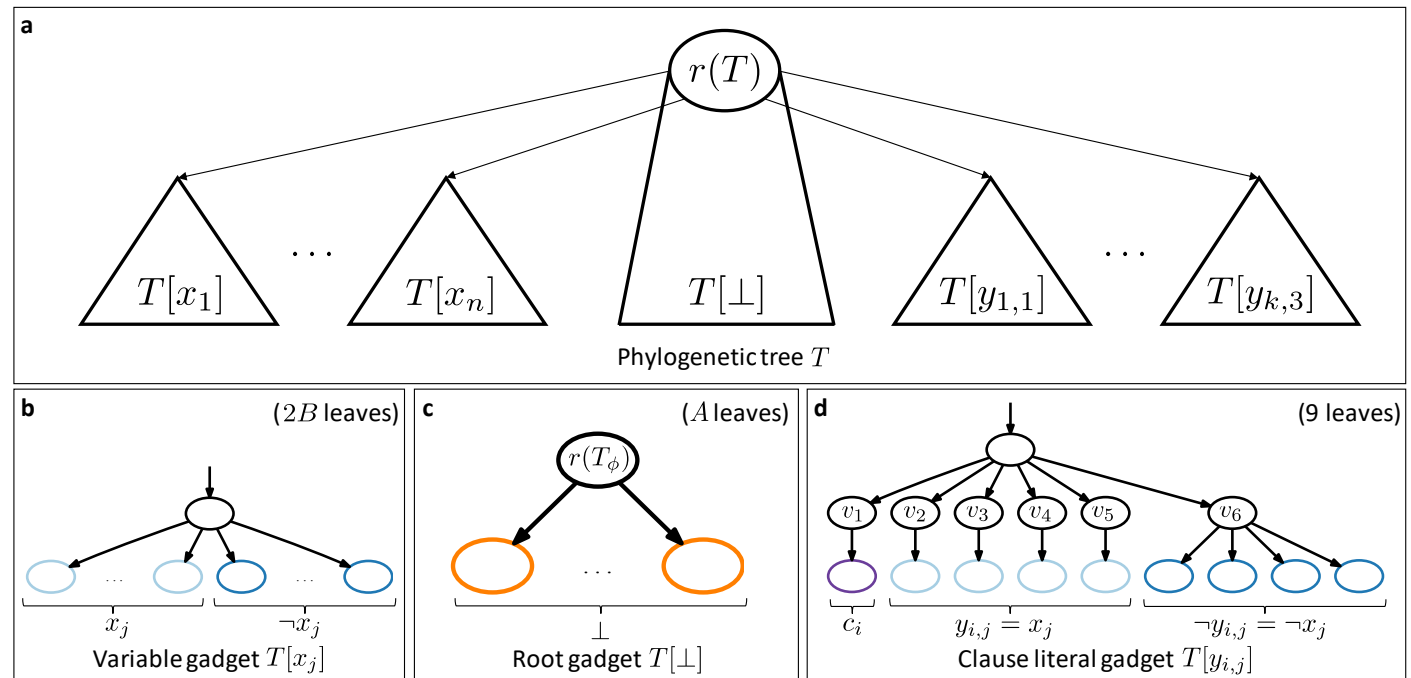 a
r(T)
... ...
T[x_1] T[x_n] T[⊥] T[y_{1,1}] T[y_{k,3}]
Phylogenetic tree T
b (2B leaves)
... ...
x_j ¬x_j
Variable gadget T[x_j]
c (A leaves)
r(T_ϕ)
...
⊥
Root gadget T[⊥]
d (9 leaves)
v_1 v_2 v_3 v_4 v_5 v_6
c_i y_{i,j} = x_j ¬y_{i,j} = ¬x_j
Clause literal gadget T[y_{i,j}]